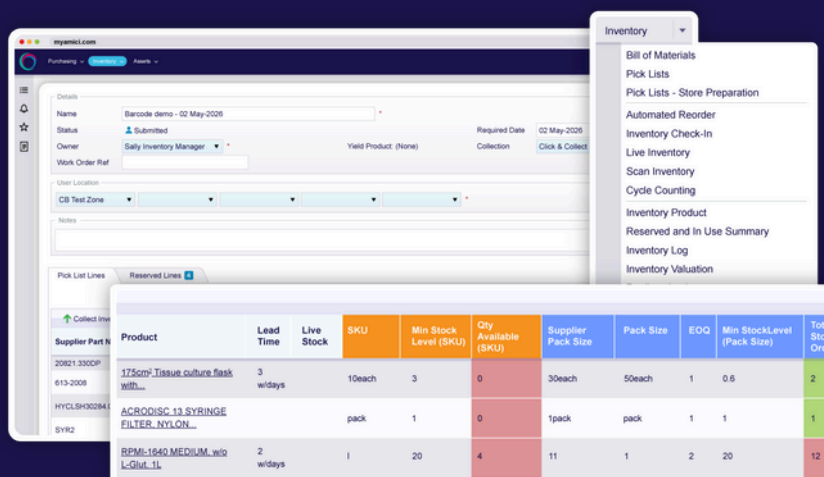 myamici.com
Purchasing
Inventory
Assets
Details
Name
Barcode demo - 02 May-2026
*
Status
Submitted
Required Date
02 May-2026
Owner
Sally Inventory Manager
*
Yield Product: (None)
Collection
Click & Collect
Work Order Ref
User Location
CB Test Zone
*
Notes
Pick List Lines
Reserved Lines 4
Collect Inv
Supplier Part N
20821.330DP
613-2008
HYCLSH30284.
SYR2
Inventory
Bill of Materials
Pick Lists
Pick Lists - Store Preparation
Automated Reorder
Inventory Check-In
Live Inventory
Scan Inventory
Cycle Counting
Inventory Product
Reserved and In Use Summary
Inventory Log
Inventory Valuation
Product
Lead Time
Live Stock
SKU
Min Stock Level (SKU)
Qty Available (SKU)
Supplier Pack Size
Pack Size
EOQ
Min StockLevel (Pack Size)
175cm² Tissue culture flask with...
3 w/days
10each
3
0
30each
50each
1
0.6
2
ACRODISC 13 SYRINGE FILTER, NYLON...
pack
1
0
1pack
pack
1
1
1
RPMI-1640 MEDIUM, w/o L-Glut. 1L
2 w/days
l
20
4
11
1
2
20
12